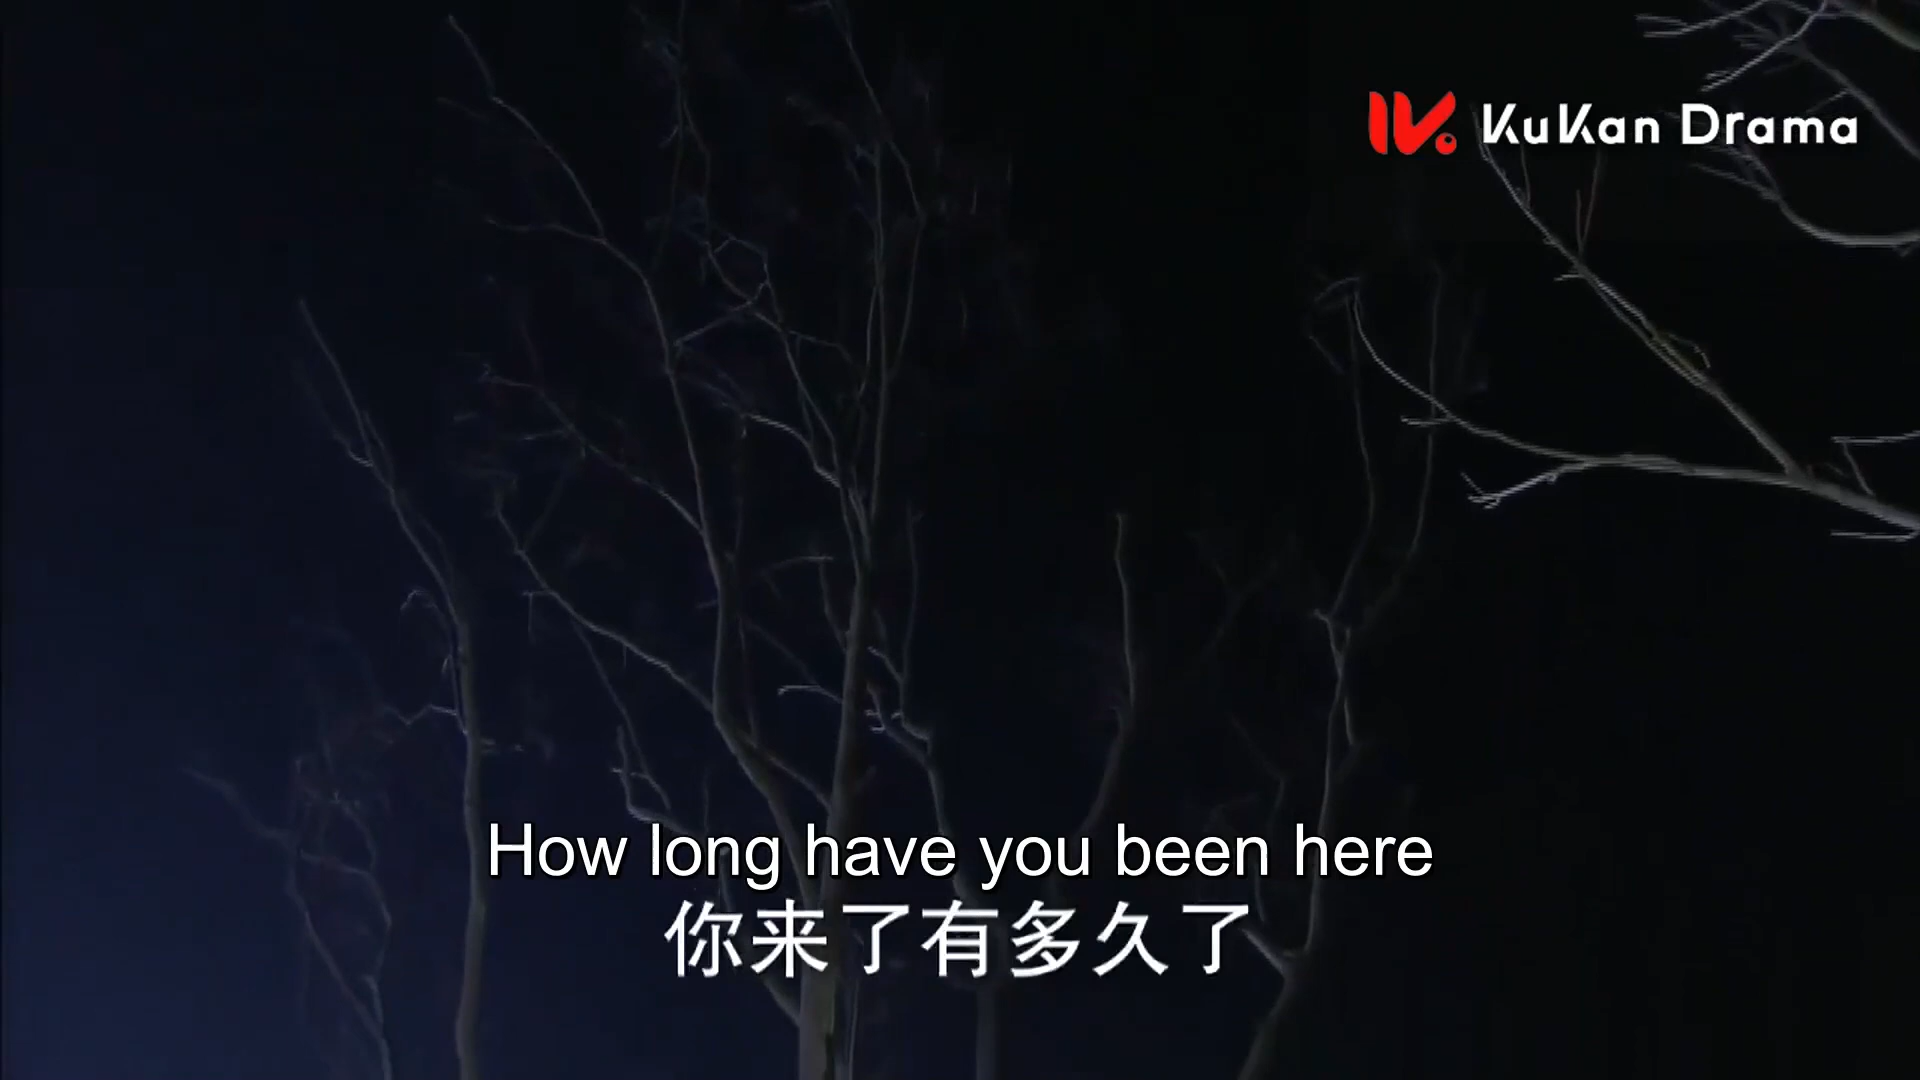 KuKan Drama
How long have you been here
你来了有多久了